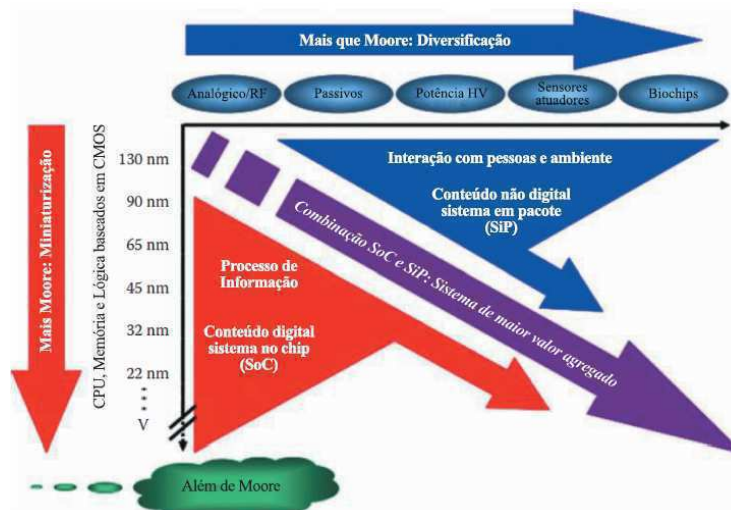 Mais que Moore: Diversificação
Analógico/RF
Passivos
Potência HV
Sensores
atuadores
Biochips
Mais Moore: Miniaturização
CPU, Memória e Lógica baseados em CMOS
130 nm
90 nm
65 nm
45 nm
32 nm
22 nm
V
Interação com pessoas e ambiente
Conteúdo não digital
sistema em pacote
(SiP)
Combinação SoC e SiP: Sistema de maior valor agregado
Processo de
Informação
Conteúdo digital
sistema no chip
(SoC)
Além de Moore